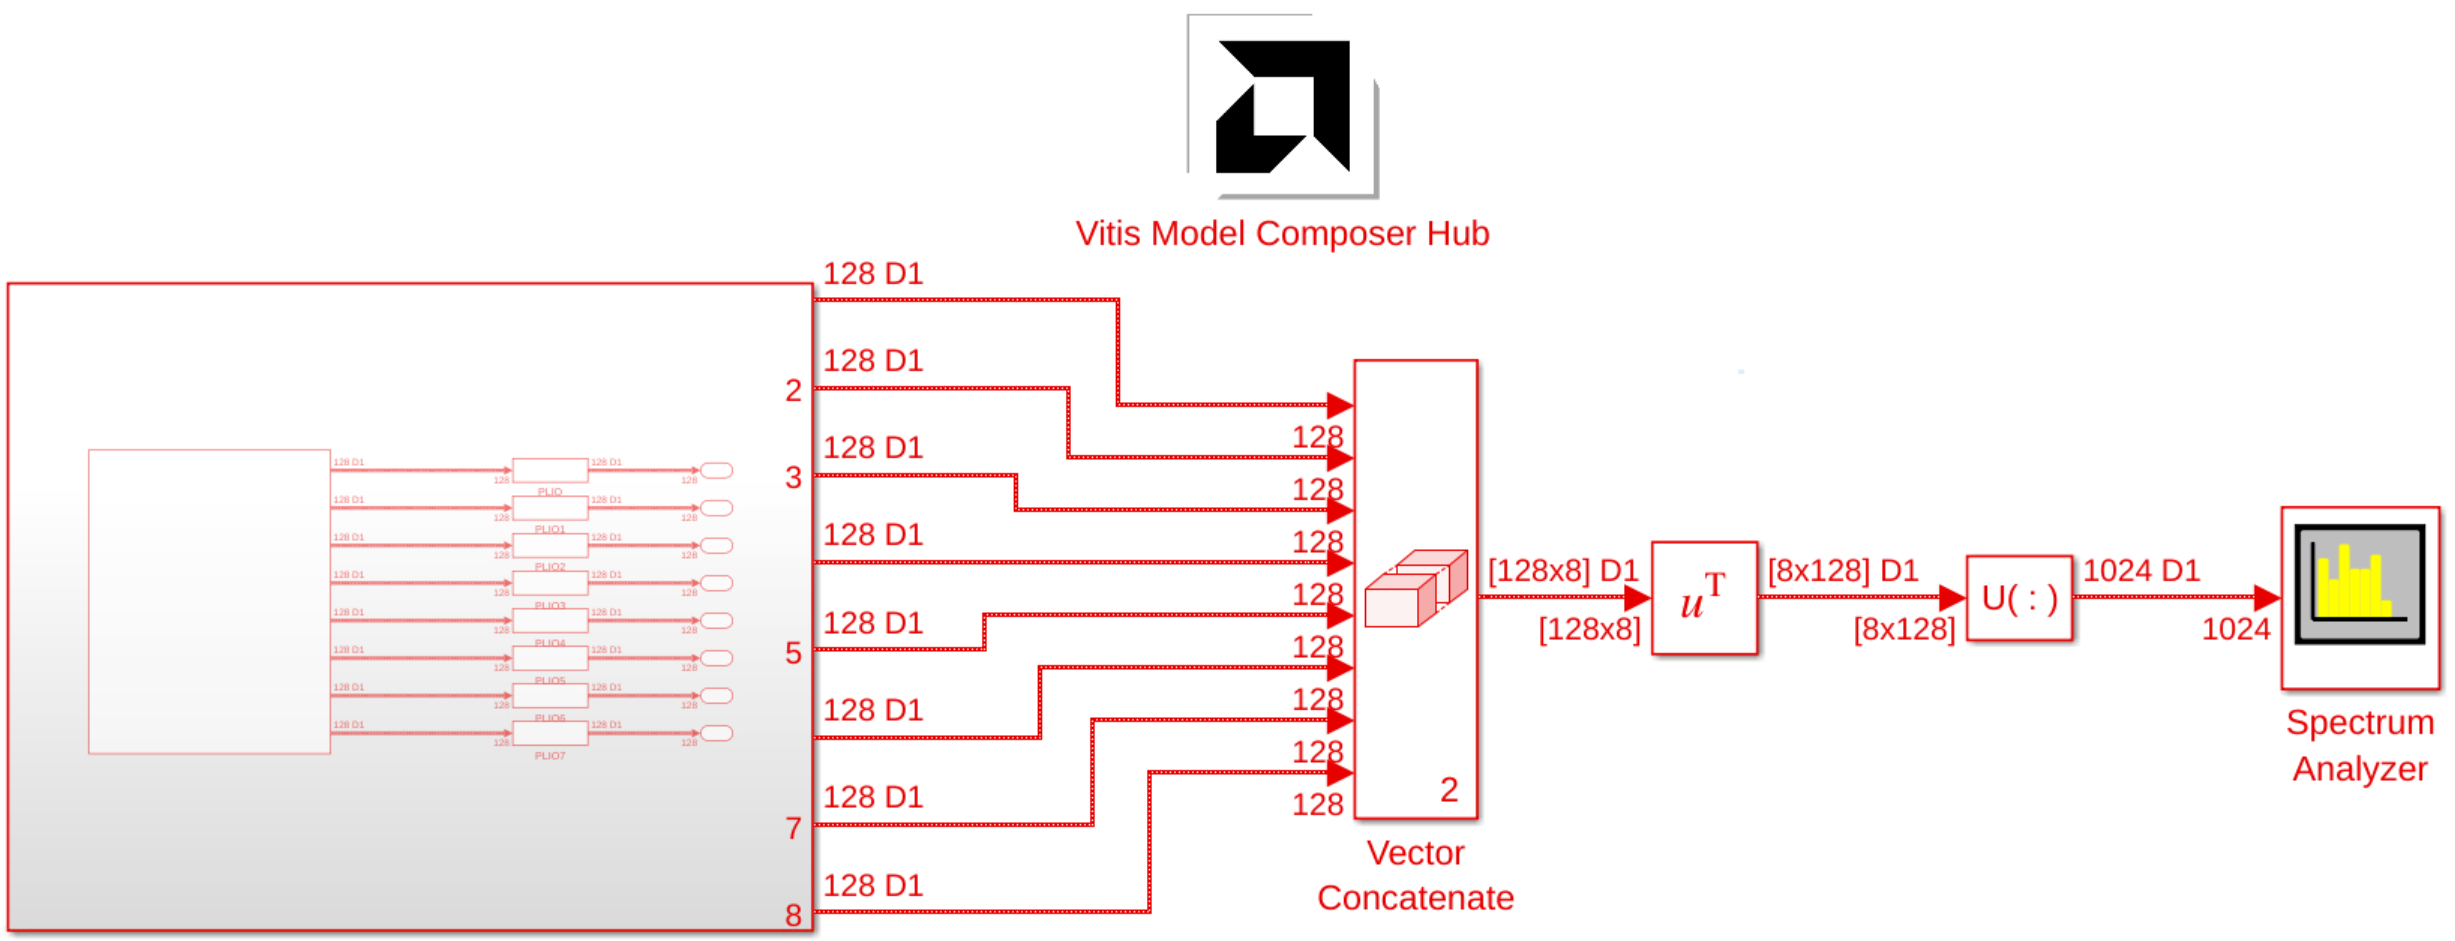 Vitis Model Composer Hub
128 D1
128 D1
2
128
128 D1
3
128
128 D1
128
128 D1
5
128
128 D1
128
128 D1
7
128
128 D1
8
128
128
2
Vector
Concatenate
[128x8] D1
[128x8]
u^T
[8x128] D1
[8x128]
U( : )
1024 D1
1024
Spectrum
Analyzer
128 D1
128
PLIO
128 D1
128
128 D1
128
PLIO1
128 D1
128
128 D1
128
PLIO2
128 D1
128
128 D1
128
PLIO3
128 D1
128
128 D1
128
PLIO4
128 D1
128
128 D1
128
PLIO5
128 D1
128
128 D1
128
PLIO6
128 D1
128
128 D1
128
PLIO7
128 D1
128